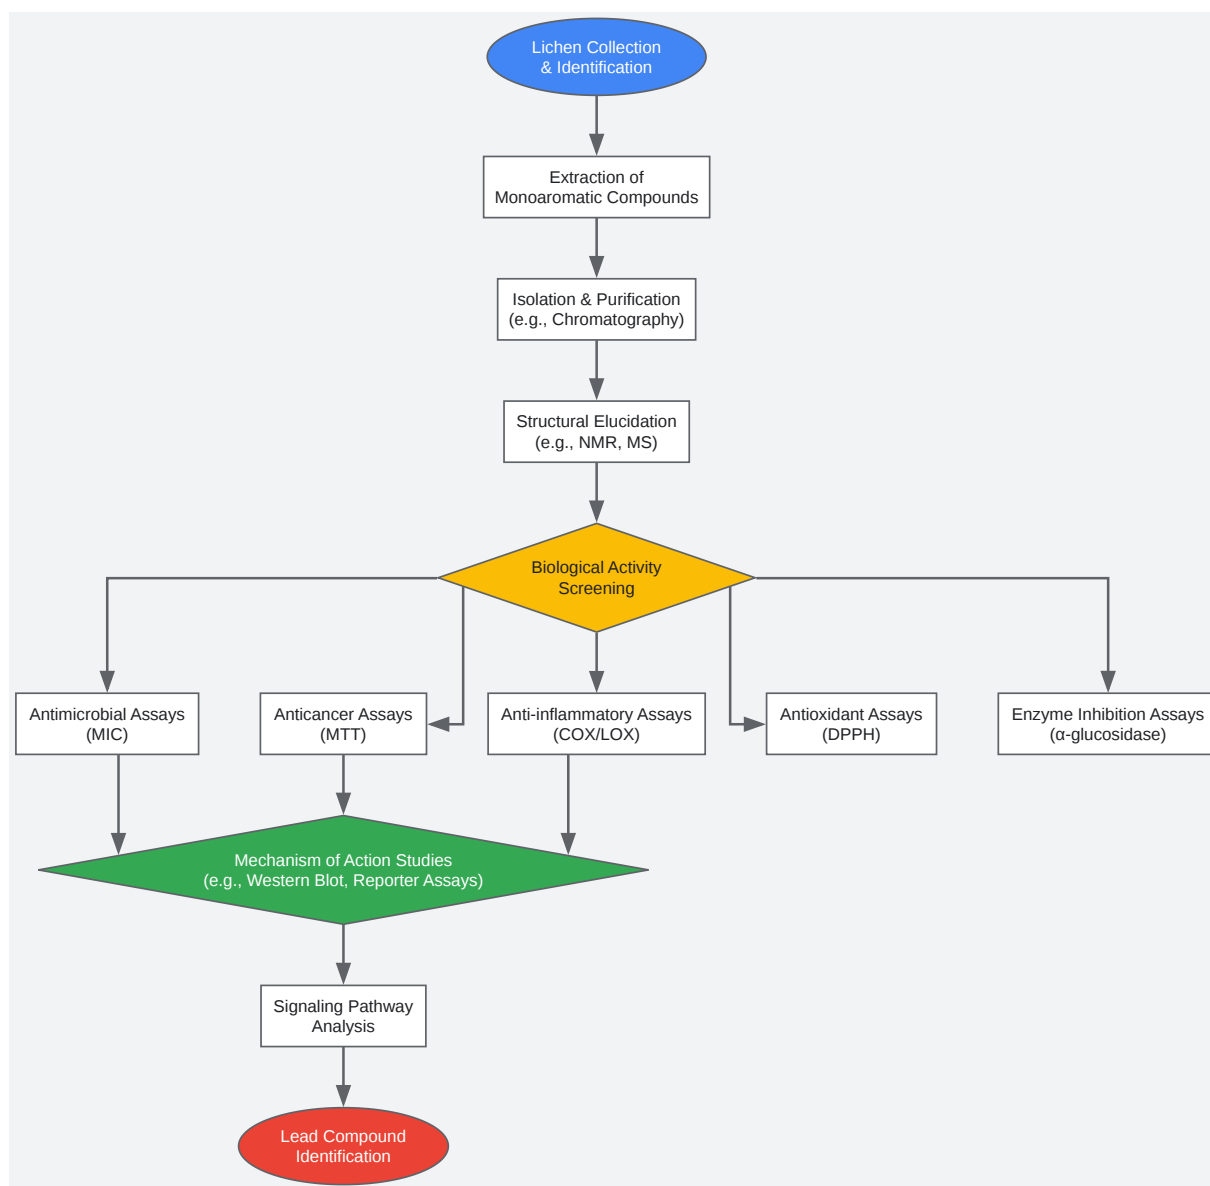 Lichen Collection
& Identification
Extraction of
Monoaromatic Compounds
Isolation & Purification
(e.g., Chromatography)
Structural Elucidation
(e.g., NMR, MS)
Biological Activity
Screening
Antimicrobial Assays
(MIC)
Anticancer Assays
(MTT)
Anti-inflammatory Assays
(COX/LOX)
Antioxidant Assays
(DPPH)
Enzyme Inhibition Assays
(α-glucosidase)
Mechanism of Action Studies
(e.g., Western Blot, Reporter Assays)
Signaling Pathway
Analysis
Lead Compound
Identification